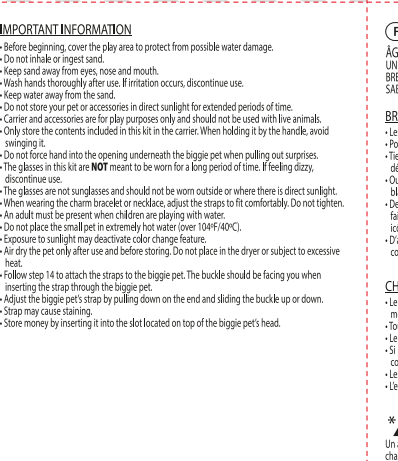 IMPORTANT INFORMATION
• Before beginning, cover the play area to protect from possible water damage.
• Do not inhale or ingest sand.
• Keep sand away from eyes, nose and mouth.
• Wash hands thoroughly after use. If irritation occurs, discontinue use.
• Keep water away from the sand.
• Do not store your pet or accessories in direct sunlight for extended periods of time.
• Carrier and accessories are for play purposes only and should not be used with live animals.
• Only store the contents included in this kit in the carrier. When holding it by the handle, avoid
swinging it.
• Do not force hand into the opening underneath the biggie pet when pulling out surprises.
• The glasses in this kit are NOT meant to be worn for a long period of time. If feeling dizzy,
discontinue use.
• The glasses are not sunglasses and should not be worn outside or where there is direct sunlight.
• When wearing the charm bracelet or necklace, adjust the straps to fit comfortably. Do not tighten.
• An adult must be present when children are playing with water.
• Do not place the small pet in extremely hot water (over 104ºF/40ºC).
• Exposure to sunlight may deactivate color change feature.
• Air dry the pet only after use and before storing. Do not place in the dryer or subject to excessive
heat.
• Follow step 14 to attach the straps to the biggie pet. The buckle should be facing you when
inserting the strap through the biggie pet.
• Adjust the biggie pet's strap by pulling down on the end and sliding the buckle up or down.
• Strap may cause staining.
• Store money by inserting it into the slot located on top of the biggie pet's head.
F
ÂG
UN
BRE
SAB
BR
• Le
• Po
• Tie
dé
• Ou
bl
• De
fai
icô
• D'a
co
CH
• Le
m
• Tou
• Le
• Si
co
• Le
• L'e
*
Un a
cha